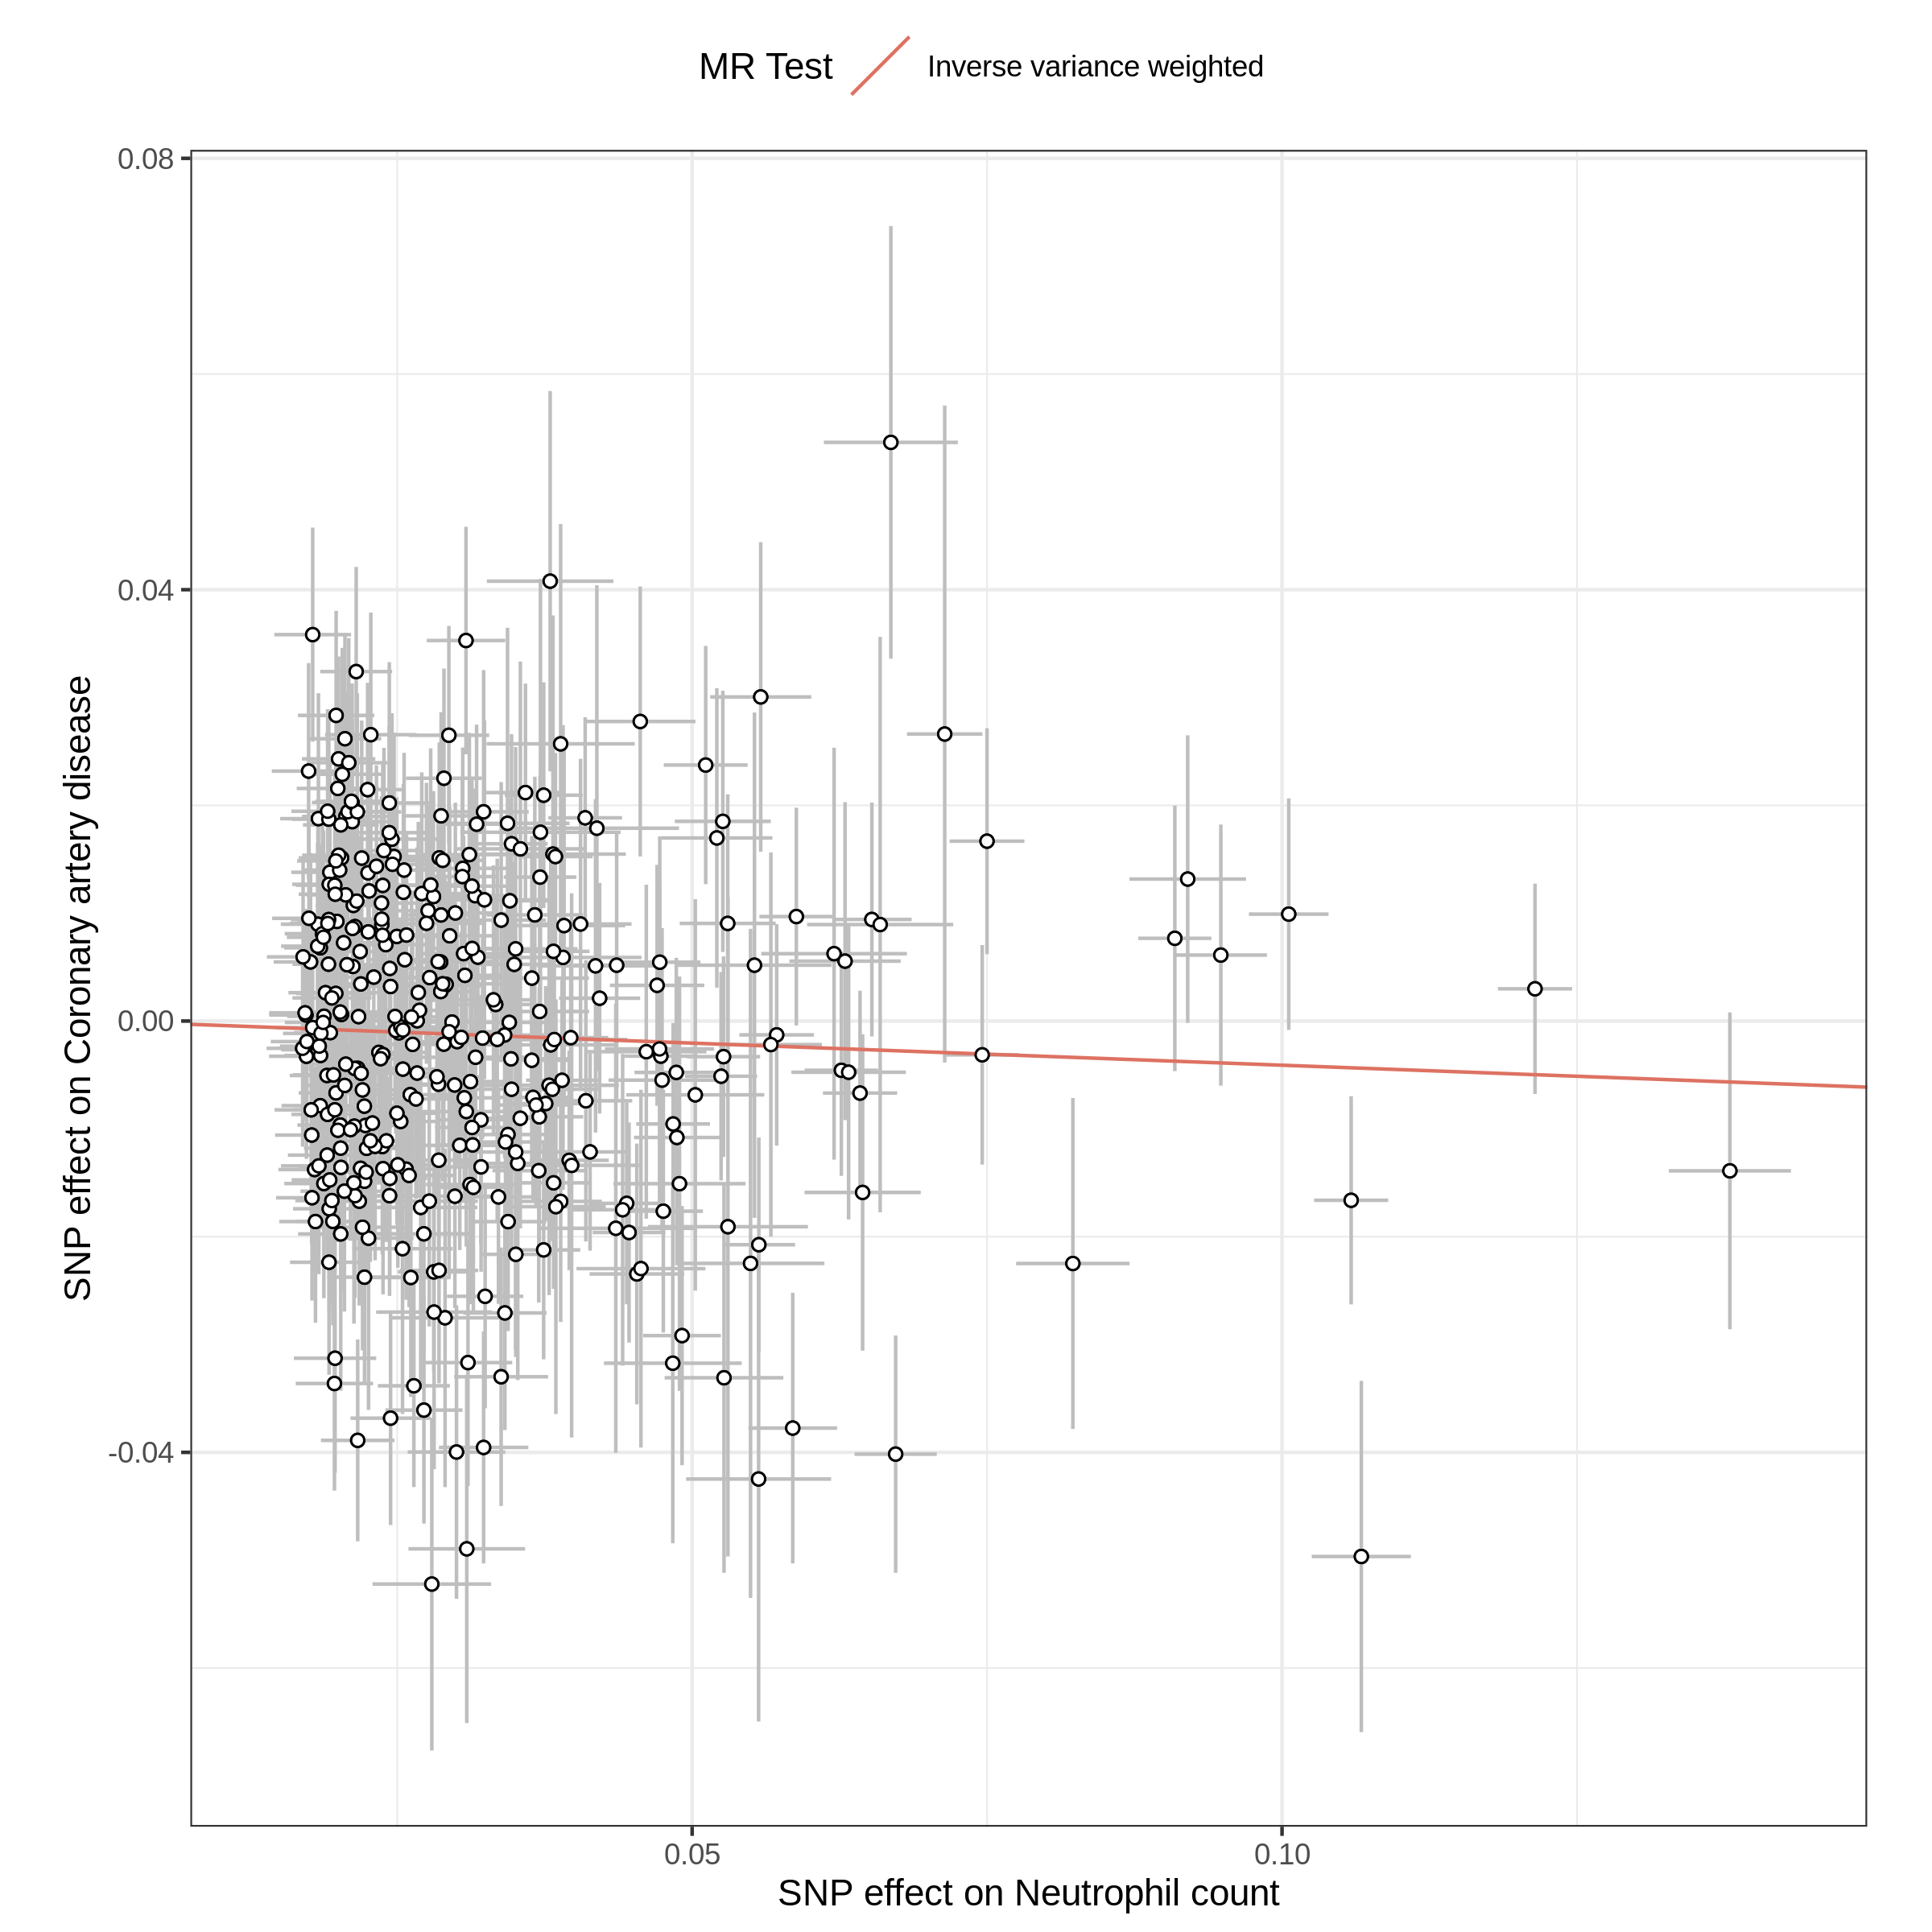 MR Test
Inverse variance weighted
0.08
0.04
0.00
-0.04
SNP effect on Coronary artery disease
0.05
0.10
SNP effect on Neutrophil count